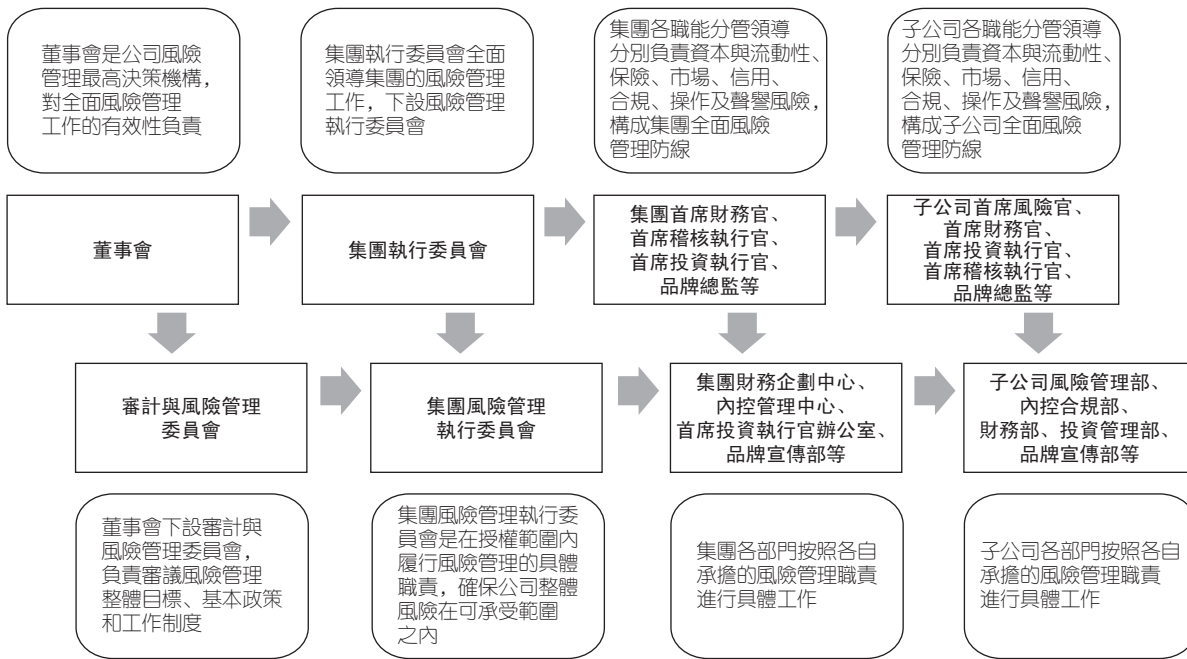 董事會是公司風險
管理最高決策機構，
對全面風險管理
工作的有效性負責
集團執行委員會全面
領導集團的風險管理
工作，下設風險管理
執行委員會
集團各職能分管領導
分別負責資本與流動性、
保險、市場、信用、
合規、操作及聲譽風險，
構成集團全面風險
管理防線
子公司各職能分管領導
分別負責資本與流動性、
保險、市場、信用、
合規、操作及聲譽風險，
構成子公司全面風險
管理防線
董事會
集團執行委員會
集團首席財務官、
首席稽核執行官、
首席投資執行官、
品牌總監等
子公司首席風險官、
首席財務官、
首席投資執行官、
首席稽核執行官、
品牌總監等
審計與風險管理
委員會
集團風險管理
執行委員會
集團財務企劃中心、
內控管理中心、
首席投資執行官辦公室、
品牌宣傳部等
子公司風險管理部、
內控合規部、
財務部、投資管理部、
品牌宣傳部等
董事會下設審計與
風險管理委員會，
負責審議風險管理
整體目標、基本政策
和工作制度
集團風險管理執行委
員會是在授權範圍內
履行風險管理的具體
職責，確保公司整體
風險在可承受範圍
之內
集團各部門按照各自
承擔的風險管理職責
進行具體工作
子公司各部門按照各自
承擔的風險管理職責
進行具體工作